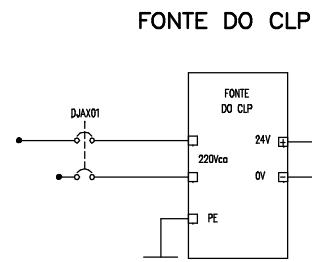 FONTE DO CLP
DJAX01
FONTE
DO CLP
24V
+
220Vca
0V
-
PE